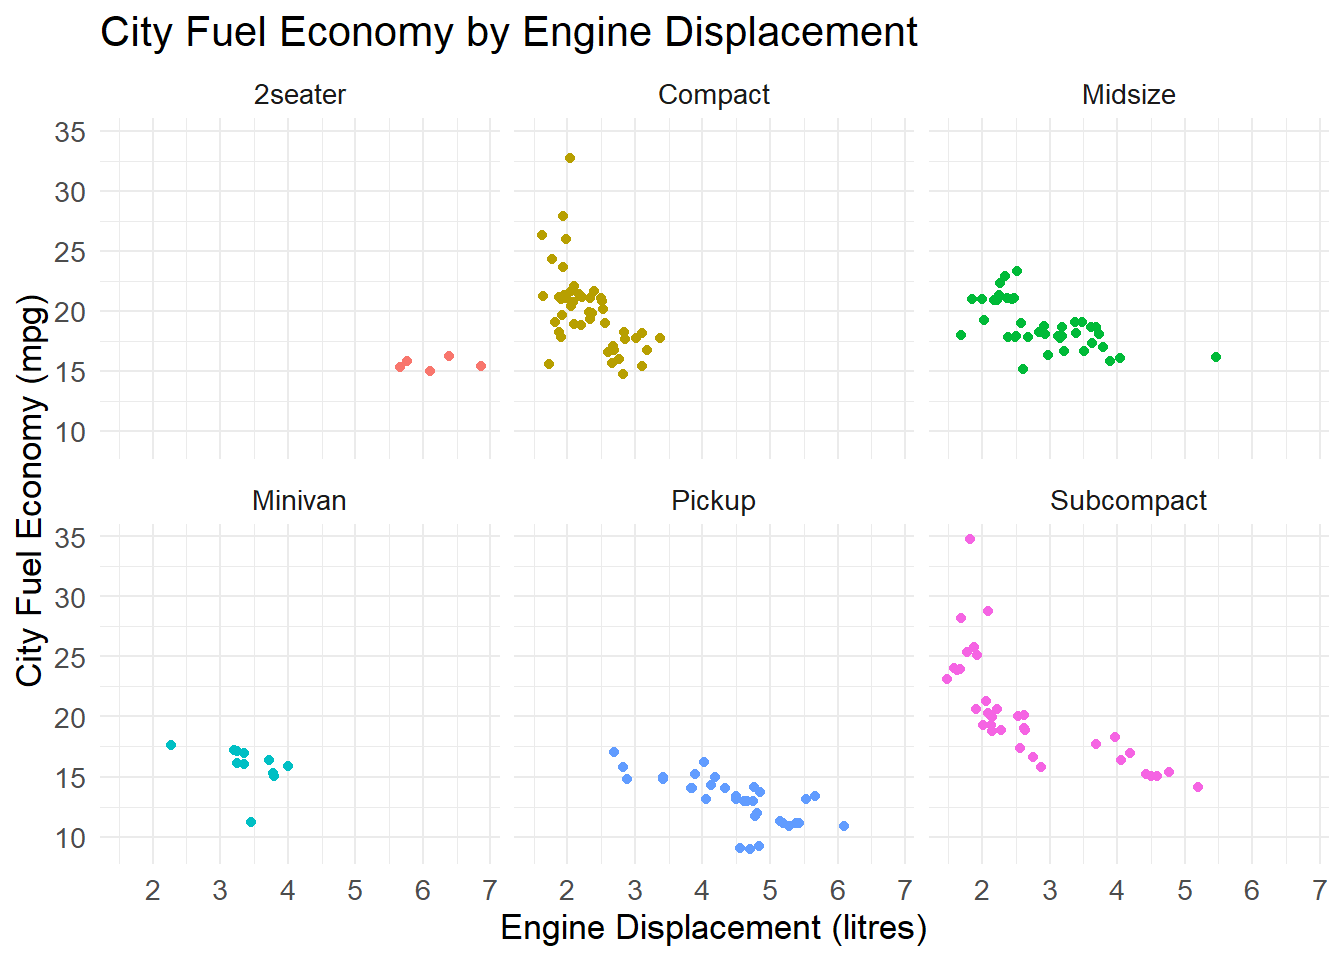 City Fuel Economy by Engine Displacement
2seater
Compact
Midsize
35
30
25
20
15
10
Minivan
Pickup
Subcompact
35
30
25
20
15
10
City Fuel Economy (mpg)
2 3 4 5 6 7
2 3 4 5 6 7
2 3 4 5 6 7
Engine Displacement (litres)